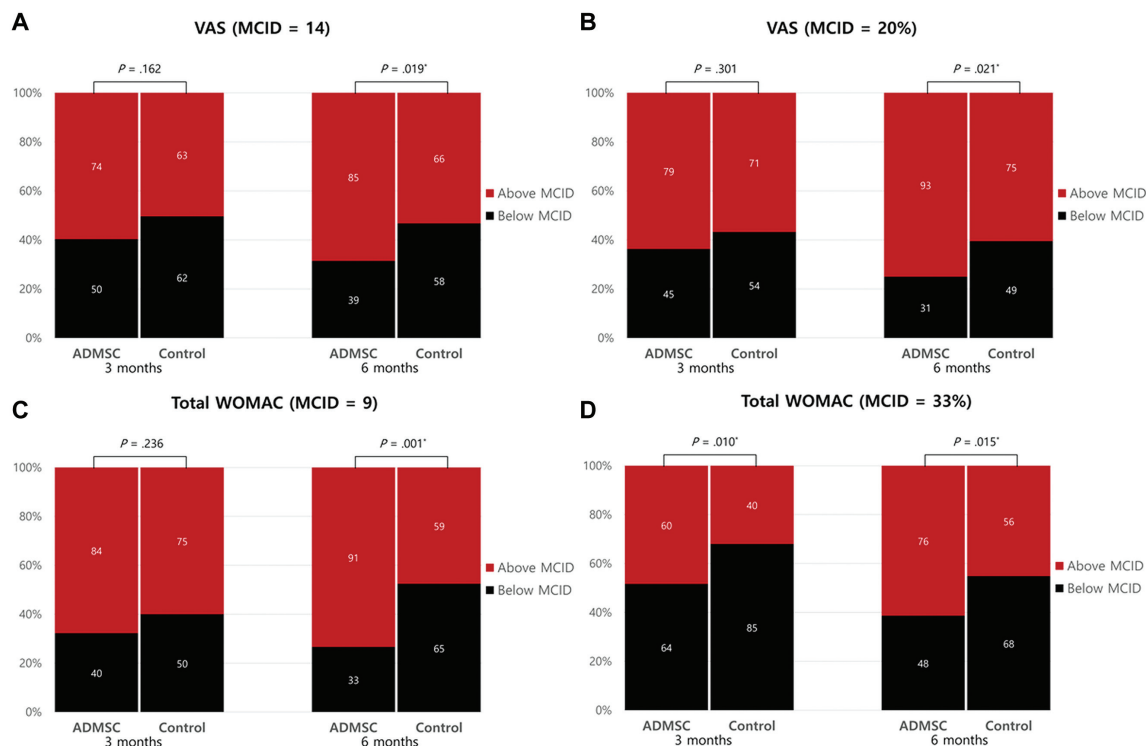 A
VAS (MCID = 14)
P = .162
P = .019*
100%
80%
60%
40%
20%
0%
74
63
85
66
50
62
39
58
Above MCID
Below MCID
ADMSC Control ADMSC Control
3 months 6 months
B
VAS (MCID = 20%)
P = .301
P = .021*
100%
80%
60%
40%
20%
0%
79
71
93
75
45
54
31
49
Above MCID
Below MCID
ADMSC Control ADMSC Control
3 months 6 months
C
Total WOMAC (MCID = 9)
P = .236
P = .001*
100%
80%
60%
40%
20%
0%
84
75
91
59
40
50
33
65
Above MCID
Below MCID
ADMSC Control ADMSC Control
3 months 6 months
D
Total WOMAC (MCID = 33%)
P = .010*
P = .015*
100%
80%
60%
40%
20%
0%
60
40
76
56
64
85
48
68
Above MCID
Below MCID
ADMSC Control ADMSC Control
3 months 6 months